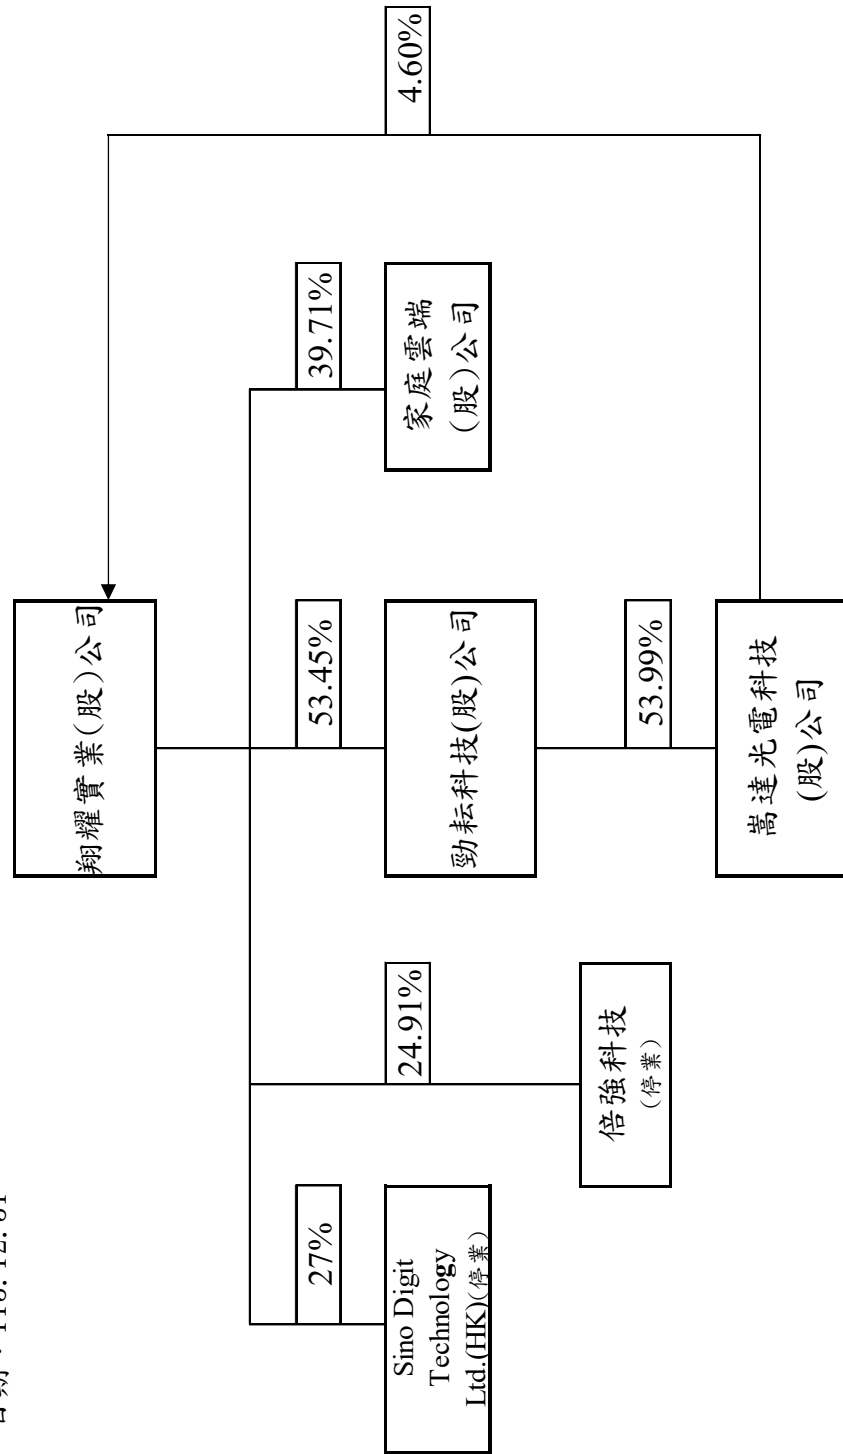 翔耀實業(股)公司
27%
53.45%
39.71%
24.91%
4.60%
Sino Digit
Technology
Ltd.(HK)(停業)
勁耘科技(股)公司
家庭雲端
(股)公司
倍強科技
(停業)
53.99%
嵩達光電科技
(股)公司